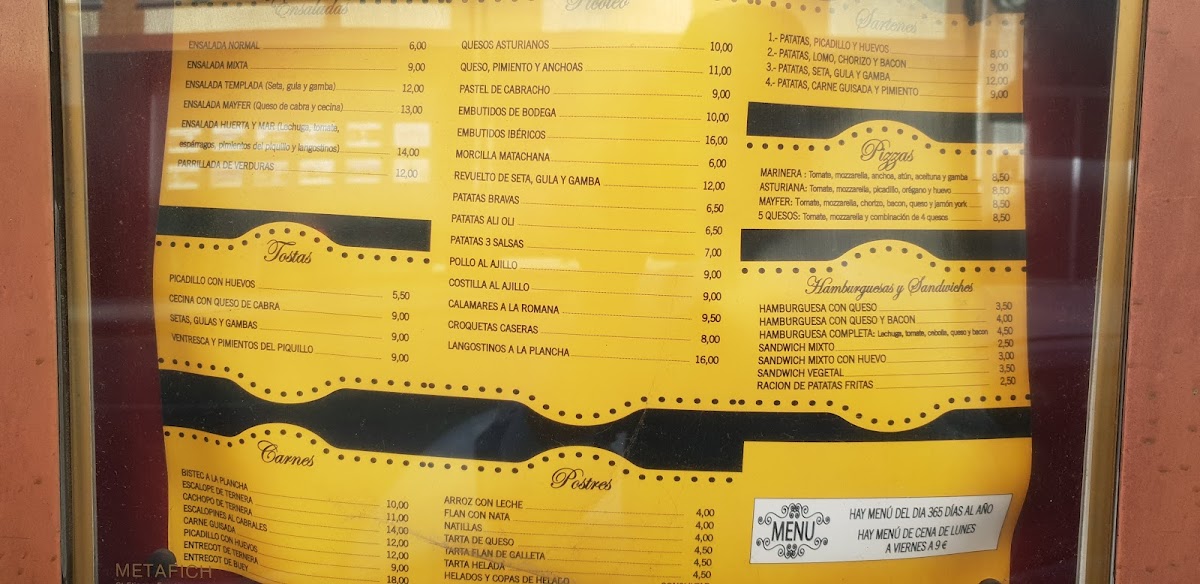 Ensaladas
ENSALADA NORMAL 6,00
ENSALADA MIXTA 9,00
ENSALADA TEMPLADA (Seta, gula y gamba) 12,00
ENSALADA MAYFER (Queso de cabra y cecina) 13,00
ENSALADA HUERTA Y MAR (Lechuga, tomate,
espárragos, pimientos del piquillo y langostinos) 14,00
PARRILLADA DE VERDURAS 12,00
Tostas
PICADILLO CON HUEVOS 5,50
CECINA CON QUESO DE CABRA 9,00
SETAS, GULAS Y GAMBAS 9,00
VENTRESCA Y PIMIENTOS DEL PIQUILLO 9,00
Picoteo
QUESOS ASTURIANOS 10,00
QUESO, PIMIENTO Y ANCHOAS 11,00
PASTEL DE CABRACHO 9,00
EMBUTIDOS DE BODEGA 10,00
EMBUTIDOS IBÉRICOS 16,00
MORCILLA MATACHANA 6,00
REVUELTO DE SETA, GULA Y GAMBA 12,00
PATATAS BRAVAS 6,50
PATATAS ALI OLI 6,50
PATATAS 3 SALSAS 7,00
POLLO AL AJILLO 9,00
COSTILLA AL AJILLO 9,00
CALAMARES A LA ROMANA 9,50
CROQUETAS CASERAS 8,00
LANGOSTINOS A LA PLANCHA 16,00
Sartenes
1.- PATATAS, PICADILLO Y HUEVOS 8,00
2.- PATATAS, LOMO, CHORIZO Y BACON 9,00
3.- PATATAS, SETA, GULA Y GAMBA 12,00
4.- PATATAS, CARNE GUISADA Y PIMIENTO 9,00
Pizzas
MARINERA : Tomate, mozzarella, anchoa, atún, aceituna y gamba 8,50
ASTURIANA: Tomate, mozzarella, picadillo, orégano y huevo 8,50
MAYFER: Tomate, mozzarella, chorizo, bacon, queso y jamón york 8,50
5 QUESOS: Tomate, mozzarella y combinación de 4 quesos 8,50
Hamburguesas y Sandwiches
HAMBURGUESA CON QUESO 3,50
HAMBURGUESA CON QUESO Y BACON 4,00
HAMBURGUESA COMPLETA: Lechuga, tomate, cebolla, queso y bacon 4,50
SANDWICH MIXTO 2,50
SANDWICH MIXTO CON HUEVO 3,00
SANDWICH VEGETAL 3,50
RACION DE PATATAS FRITAS 2,50
Carnes
BISTEC A LA PLANCHA 10,00
ESCALOPE DE TERNERA 11,00
CACHOPO DE TERNERA 14,00
ESCALOPINES AL CABRALES 12,00
CARNE GUISADA 12,00
PICADILLO CON HUEVOS 9,00
ENTRECOT DE TERNERA 18,00
ENTRECOT DE BUEY
Postres
ARROZ CON LECHE 4,00
FLAN CON NATA 4,00
NATILLAS 4,00
TARTA DE QUESO 4,50
TARTA FLAN DE GALLETA 4,50
TARTA HELADA 4,50
HELADOS Y COPAS DE HELADO
MENU
HAY MENÚ DEL DIA 365 DÍAS AL AÑO
HAY MENÚ DE CENA DE LUNES
A VIERNES A 9 €
METAFICH